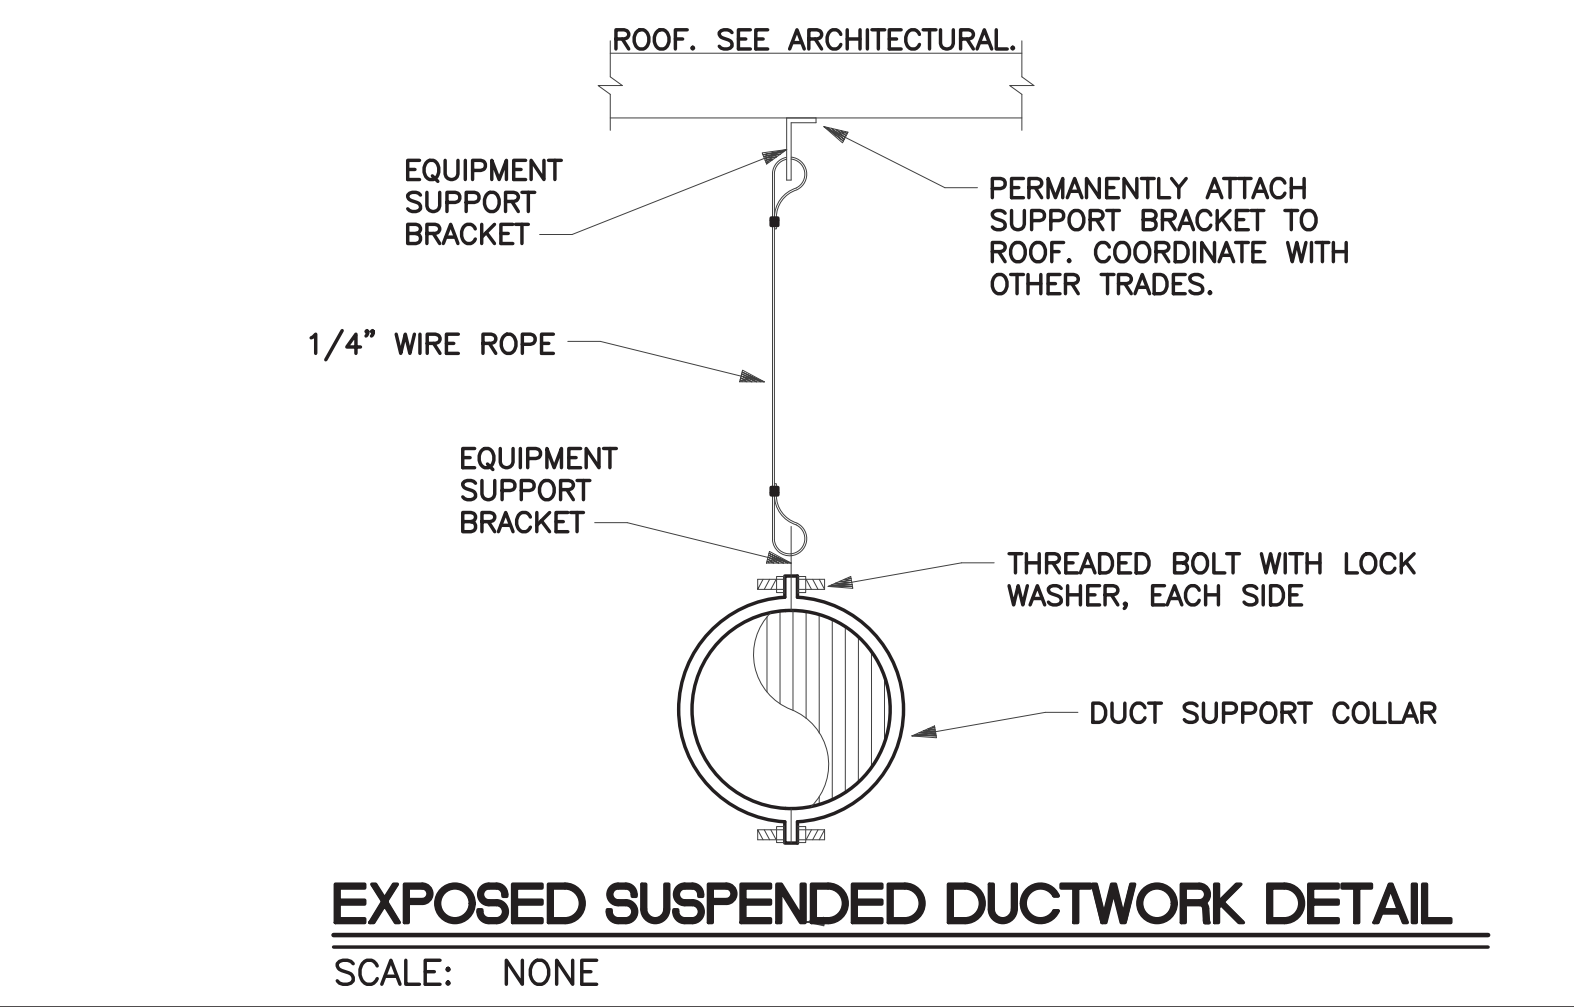 ROOF. SEE ARCHITECTURAL.
EQUIPMENT
SUPPORT
BRACKET
PERMANENTLY ATTACH
SUPPORT BRACKET TO
ROOF. COORDINATE WITH
OTHER TRADES.
1/4” WIRE ROPE
EQUIPMENT
SUPPORT
BRACKET
THREADED BOLT WITH LOCK
WASHER, EACH SIDE
DUCT SUPPORT COLLAR
EXPOSED SUSPENDED DUCTWORK DETAIL
SCALE: NONE